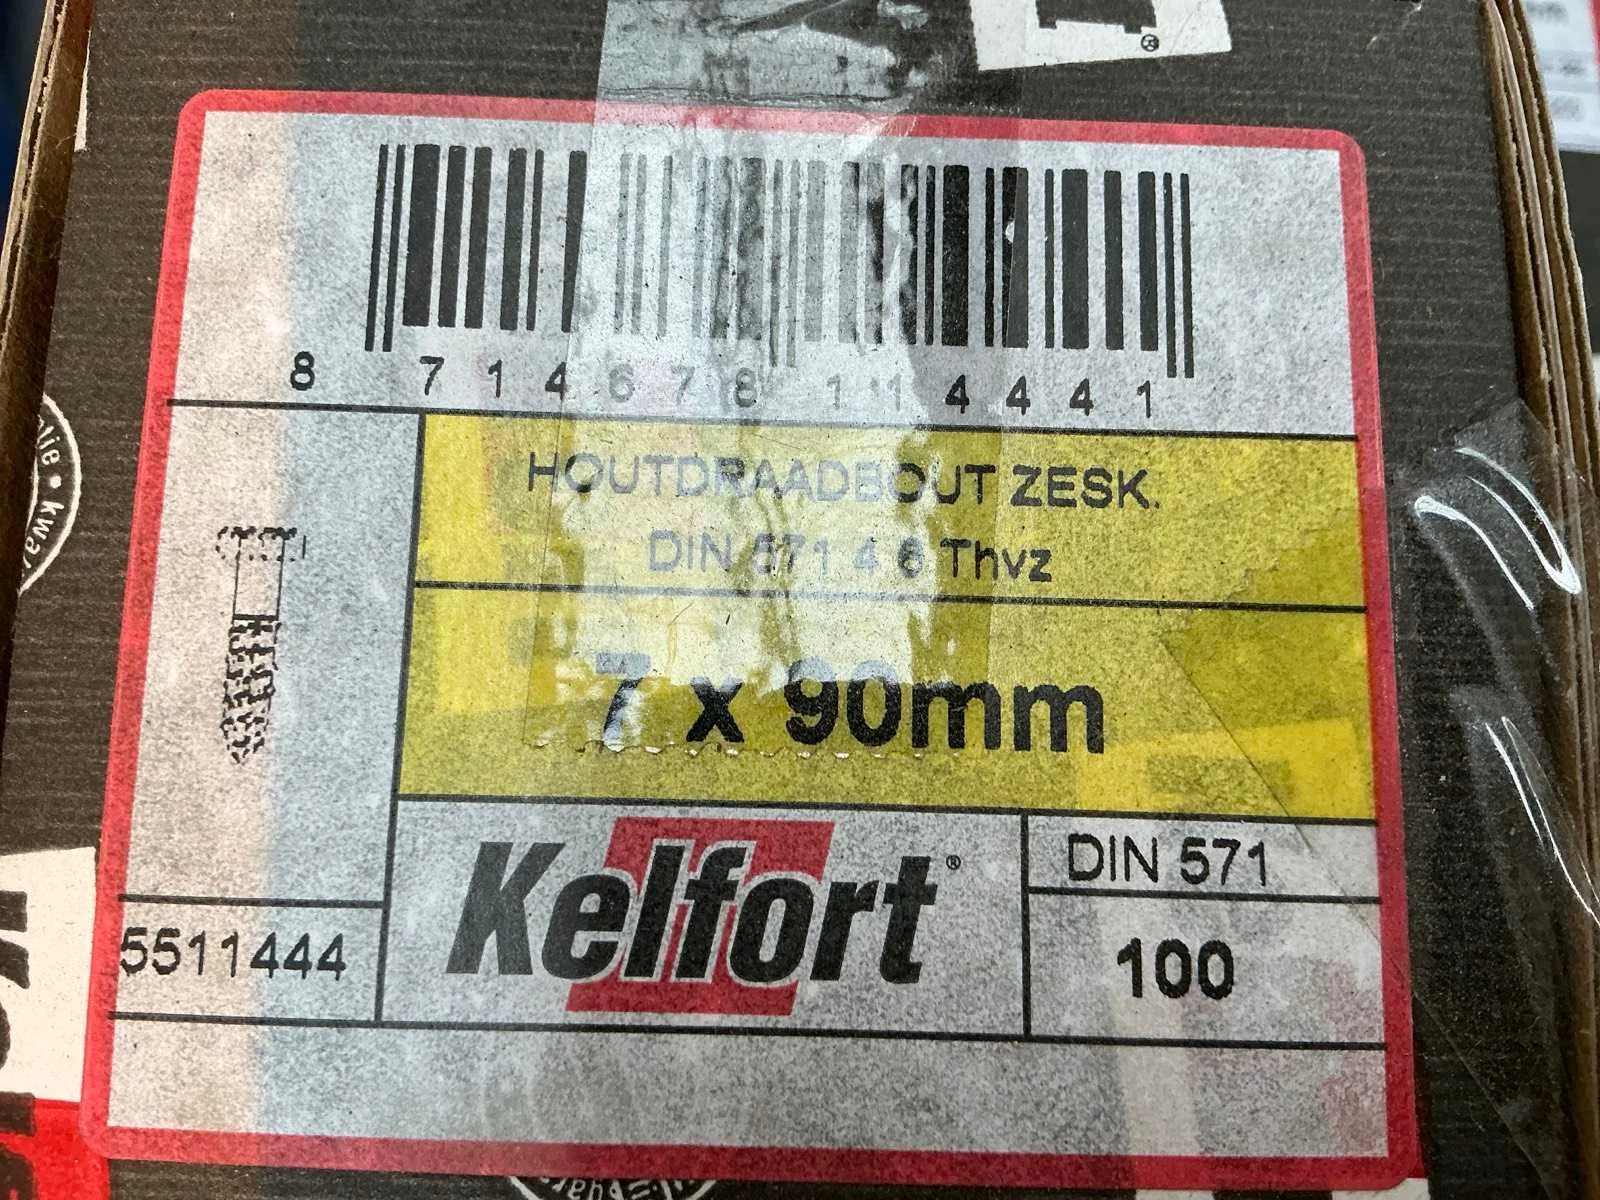 ®
8 714678 114441
HOUTDRAADBOUT ZESK.
DIN 571 4 6 Thvz
7 x 90mm
Kelfort®
DIN 571
5511444
100